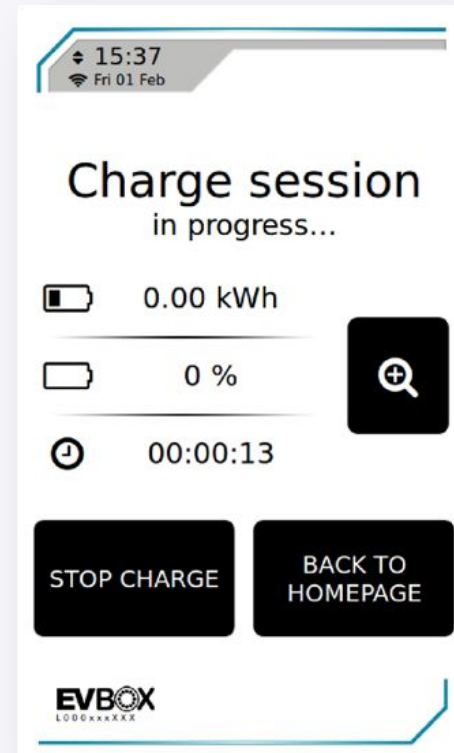 15:37
Fri 01 Feb
Charge session
in progress...
0.00 kWh
0 %
00:00:13
STOP CHARGE
BACK TO
HOMEPAGE
EVBOX
L000xxxXXX